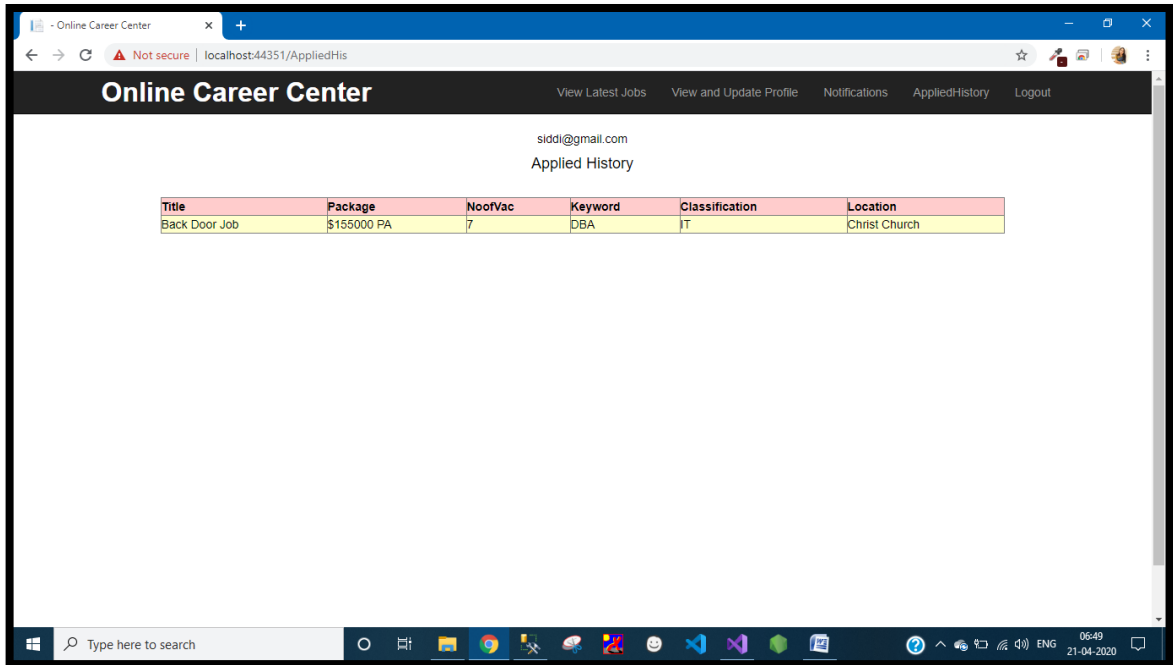 - Online Career Center
Not secure | localhost:44351/AppliedHis
Online Career Center View Latest Jobs View and Update Profile Notifications AppliedHistory Logout
siddi@gmail.com
Applied History
Title Package NoofVac Keyword Classification Location
Back Door Job $155000 PA 7 DBA IT Christ Church
Type here to search ENG 06:49
21-04-2020